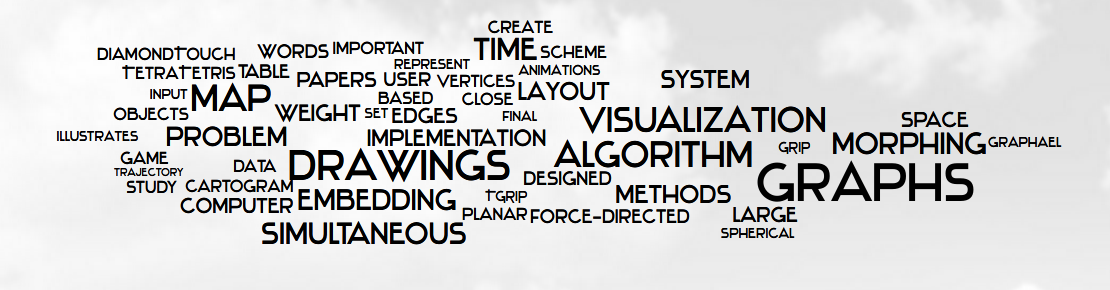 CREATE
DIAMONDTOUCH WORDS IMPORTANT TIME SCHEME
REPRESENT
TETRATETRIS TABLE PAPERS USER VERTICES ANIMATIONS SYSTEM
INPUT MAP BASED CLOSE LAYOUT
OBJECTS WEIGHT SET EDGES FINAL VISUALIZATION SPACE
ILLUSTRATES PROBLEM IMPLEMENTATION ALGORITHM GRIP MORPHING GRAPHAEL
GAME DATA DRAWINGS
TRAJECTORY
STUDY CARTOGRAM DESIGNED GRAPHS
COMPUTER EMBEDDING TGRIP METHODS
PLANAR FORCE-DIRECTED LARGE
SIMULTANEOUS SPHERICAL